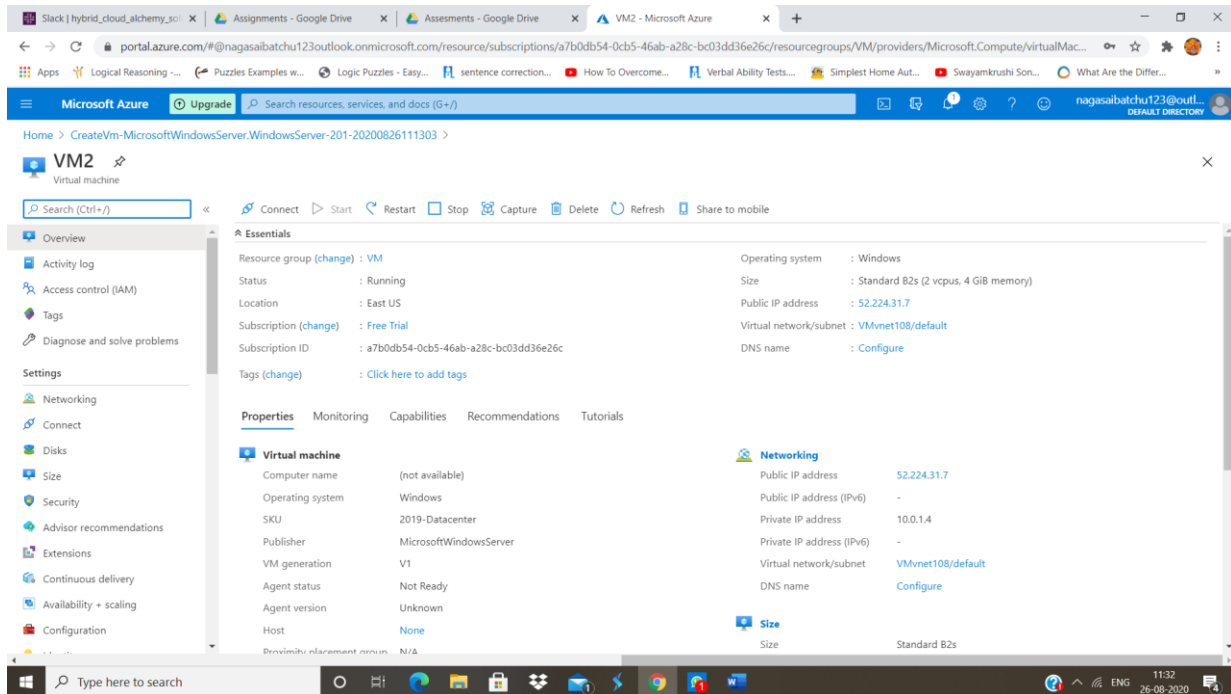 Slack | hybrid_cloud_alchemy_sol
Assignments - Google Drive
Assesments - Google Drive
VM2 - Microsoft Azure
portal.azure.com/#@nagasaibatchu123outlook.onmicrosoft.com/resource/subscriptions/a7b0db54-0cb5-46ab-a28c-bc03dd36e26c/resourcegroups/VM/providers/Microsoft.Compute/virtualMac...
Apps Logical Reasoning -... Puzzles Examples w... Logic Puzzles - Easy... sentence correction... How To Overcome... Verbal Ability Tests.... Simplest Home Aut... Swayamkrushi Son... What Are the Differ... »
Microsoft Azure Upgrade Search resources, services, and docs (G+/) nagasaibatchu123@outl...
DEFAULT DIRECTORY
Home > CreateVm-MicrosoftWindowsServer.WindowsServer-201-20200826111303 >
VM2
Virtual machine
Search (Ctrl+/) « Connect Start Restart Stop Capture Delete Refresh Share to mobile
Overview
Activity log
Access control (IAM)
Tags
Diagnose and solve problems
Settings
Networking
Connect
Disks
Size
Security
Advisor recommendations
Extensions
Continuous delivery
Availability + scaling
Configuration
Essentials
Resource group (change) : VM
Status : Running
Location : East US
Subscription (change) : Free Trial
Subscription ID : a7b0db54-0cb5-46ab-a28c-bc03dd36e26c
Tags (change) : Click here to add tags
Operating system : Windows
Size : Standard B2s (2 vcpus, 4 GiB memory)
Public IP address : 52.224.31.7
Virtual network/subnet : VMvnet108/default
DNS name : Configure
Properties Monitoring Capabilities Recommendations Tutorials
Virtual machine
Computer name (not available)
Operating system Windows
SKU 2019-Datacenter
Publisher MicrosoftWindowsServer
VM generation V1
Agent status Not Ready
Agent version Unknown
Host None
Proximity placement group N/A
Networking
Public IP address 52.224.31.7
Public IP address (IPv6) -
Private IP address 10.0.1.4
Private IP address (IPv6) -
Virtual network/subnet VMvnet108/default
DNS name Configure
Size
Size Standard B2s
Type here to search
ENG
11:32
26-08-2020